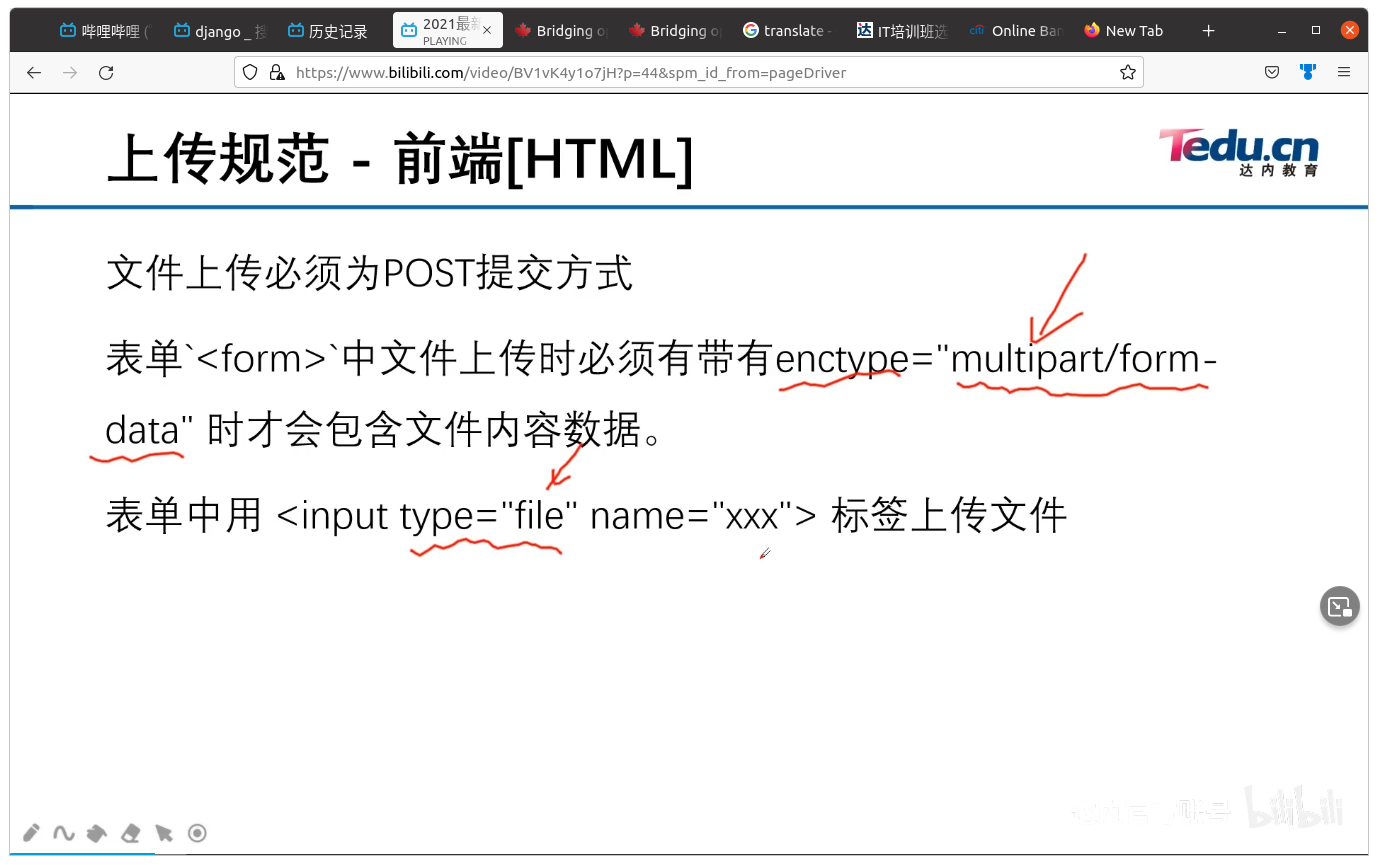 哔哩哔哩 (
django _ 搜
历史记录
2021最新
PLAYING
Bridging o
Bridging o
translate -
IT培训班选
citi Online Ban
New Tab
https://www.bilibili.com/video/BV1vK4y1o7jH?p=44&spm_id_from=pageDriver
上传规范 - 前端[HTML]
Tedu.cn
达内教育
文件上传必须为POST提交方式
表单`<form>`中文件上传时必须有带有enctype="multipart/form-
data" 时才会包含文件内容数据。
表单中用 <input type="file" name="xxx"> 标签上传文件
bilibili